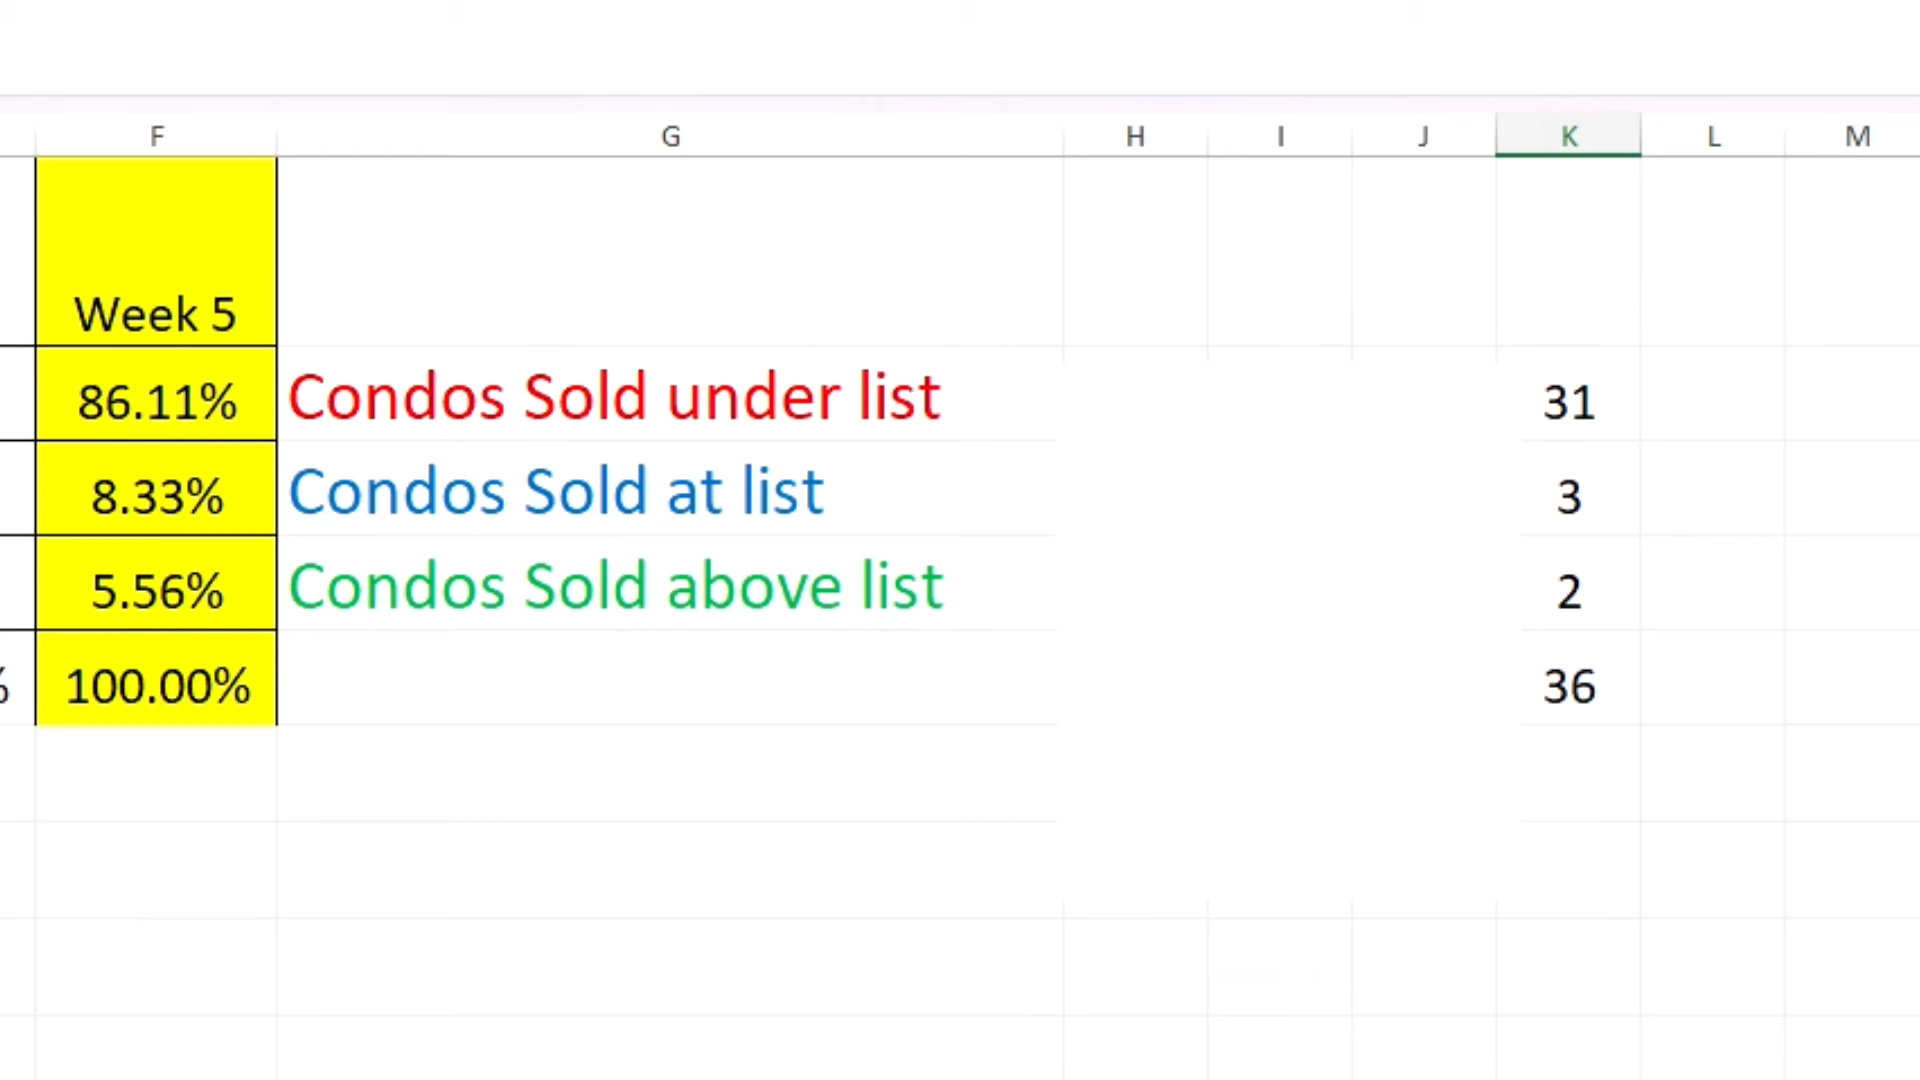 F G H I J K L M
Week 5
86.11% Condos Sold under list 31
8.33% Condos Sold at list 3
5.56% Condos Sold above list 2
% 100.00% 36